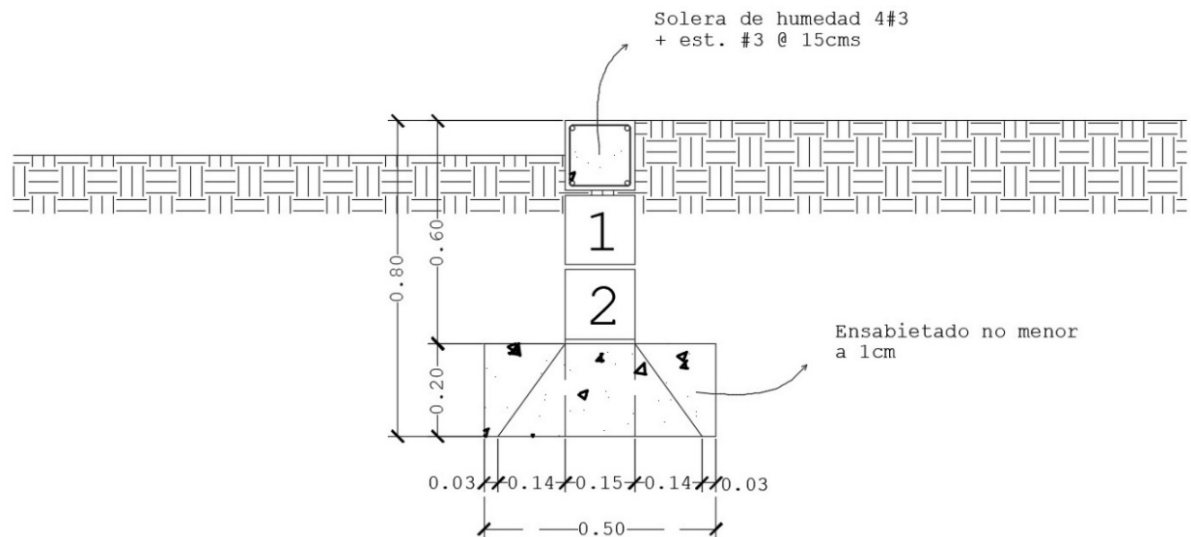 Solera de humedad 4#3
+ est. #3 @ 15cms
0.60
0.80
1
2
Ensabietado no menor
a 1cm
0.20
0.03 0.14 0.15 0.14 0.03
0.50